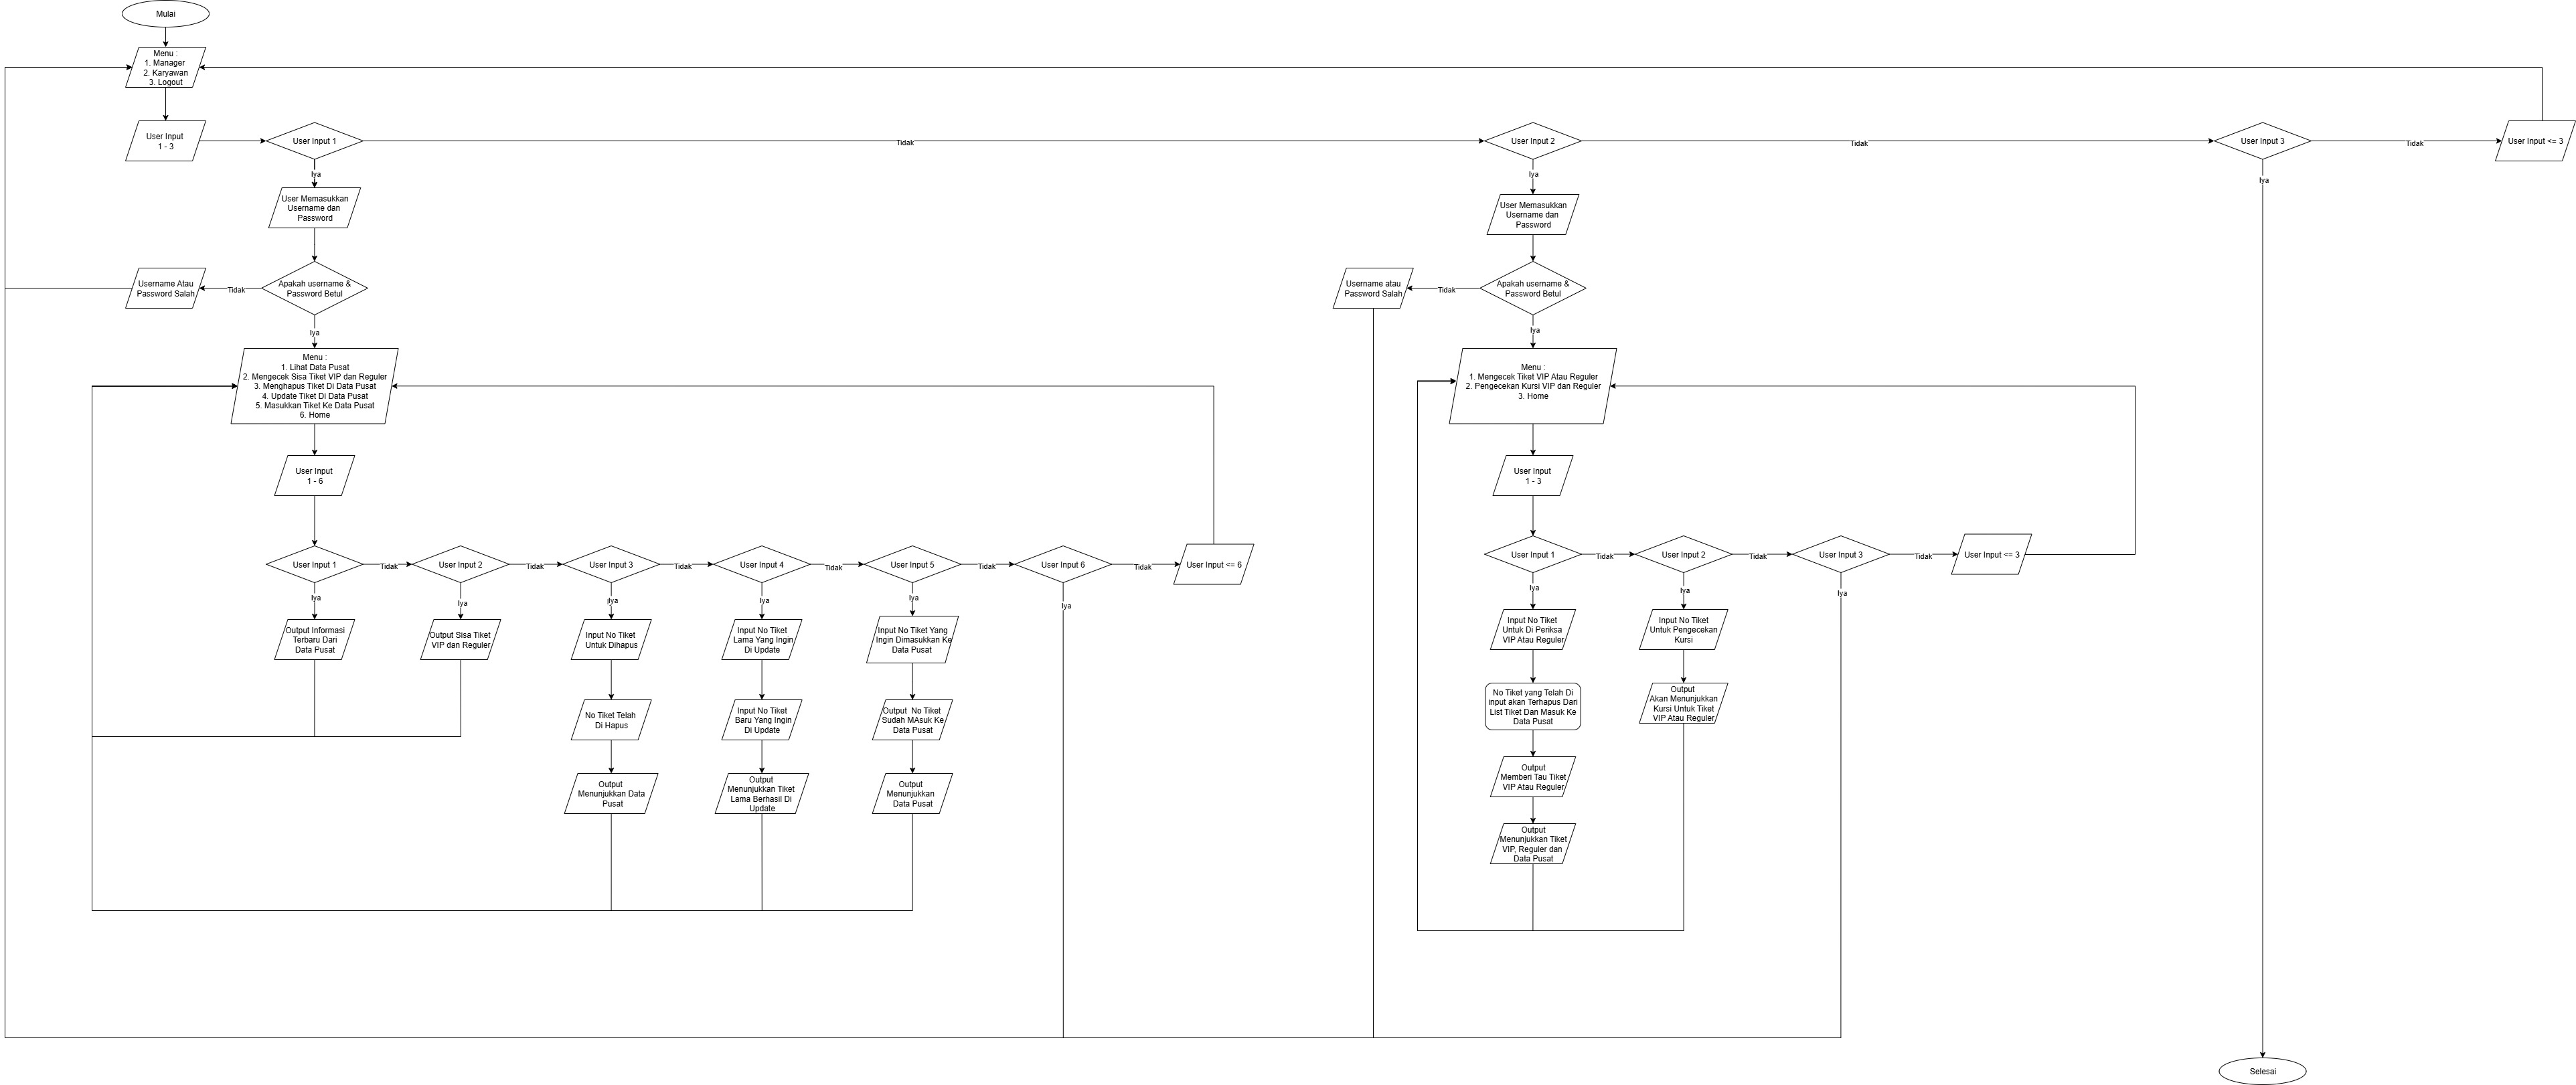 Mulai
Menu :
1. Manager
2. Karyawan
3. Logout
User Input
1 - 3
User Input 1
Tidak
User Input 2
Tidak
User Input 3
Tidak
User Input <= 3
Iya
Iya
Iya
User Memasukkan
Username dan
Password
User Memasukkan
Username dan
Password
Username Atau
Password Salah
Tidak
Apakah username &
Password Betul
Username atau
Password Salah
Tidak
Apakah username &
Password Betul
Iya
Iya
Menu :
1. Lihat Data Pusat
2. Mengecek Sisa Tiket VIP dan Reguler
3. Menghapus Tiket Di Data Pusat
4. Update Tiket Di Data Pusat
5. Masukkan Tiket Ke Data Pusat
6. Home
Menu :
1. Mengecek Tiket VIP Atau Reguler
2. Pengecekan Kursi VIP dan Reguler
3. Home
User Input
1 - 6
User Input
1 - 3
User Input 1
Tidak
User Input 2
Tidak
User Input 3
Tidak
User Input 4
Tidak
User Input 5
Tidak
User Input 6
Tidak
User Input <= 6
User Input 1
Tidak
User Input 2
Tidak
User Input 3
Tidak
User Input <= 3
Iya
Iya
Iya
Iya
Iya
Iya
Iya
Iya
Iya
Output Informasi
Terbaru Dari
Data Pusat
Output Sisa Tiket
VIP dan Reguler
Input No Tiket
Untuk Dihapus
Input No Tiket
Lama Yang Ingin
Di Update
Input No Tiket Yang
Ingin Dimasukkan Ke
Data Pusat
Input No Tiket
Untuk Di Periksa
VIP Atau Reguler
Input No Tiket
Untuk Pengecekan
Kursi
No Tiket Telah
Di Hapus
Input No Tiket
Baru Yang Ingin
Di Update
Output No Tiket
Sudah MAsuk Ke
Data Pusat
No Tiket yang Telah Di
input akan Terhapus Dari
List Tiket Dan Masuk Ke
Data Pusat
Output
Akan Menunjukkan
Kursi Untuk Tiket
VIP Atau Reguler
Output
Menunjukkan Data
Pusat
Output
Menunjukkan Tiket
Lama Berhasil Di
Update
Output
Menunjukkan
Data Pusat
Output
Memberi Tau Tiket
VIP Atau Reguler
Output
Menunjukkan Tiket
VIP, Reguler dan
Data Pusat
Selesai